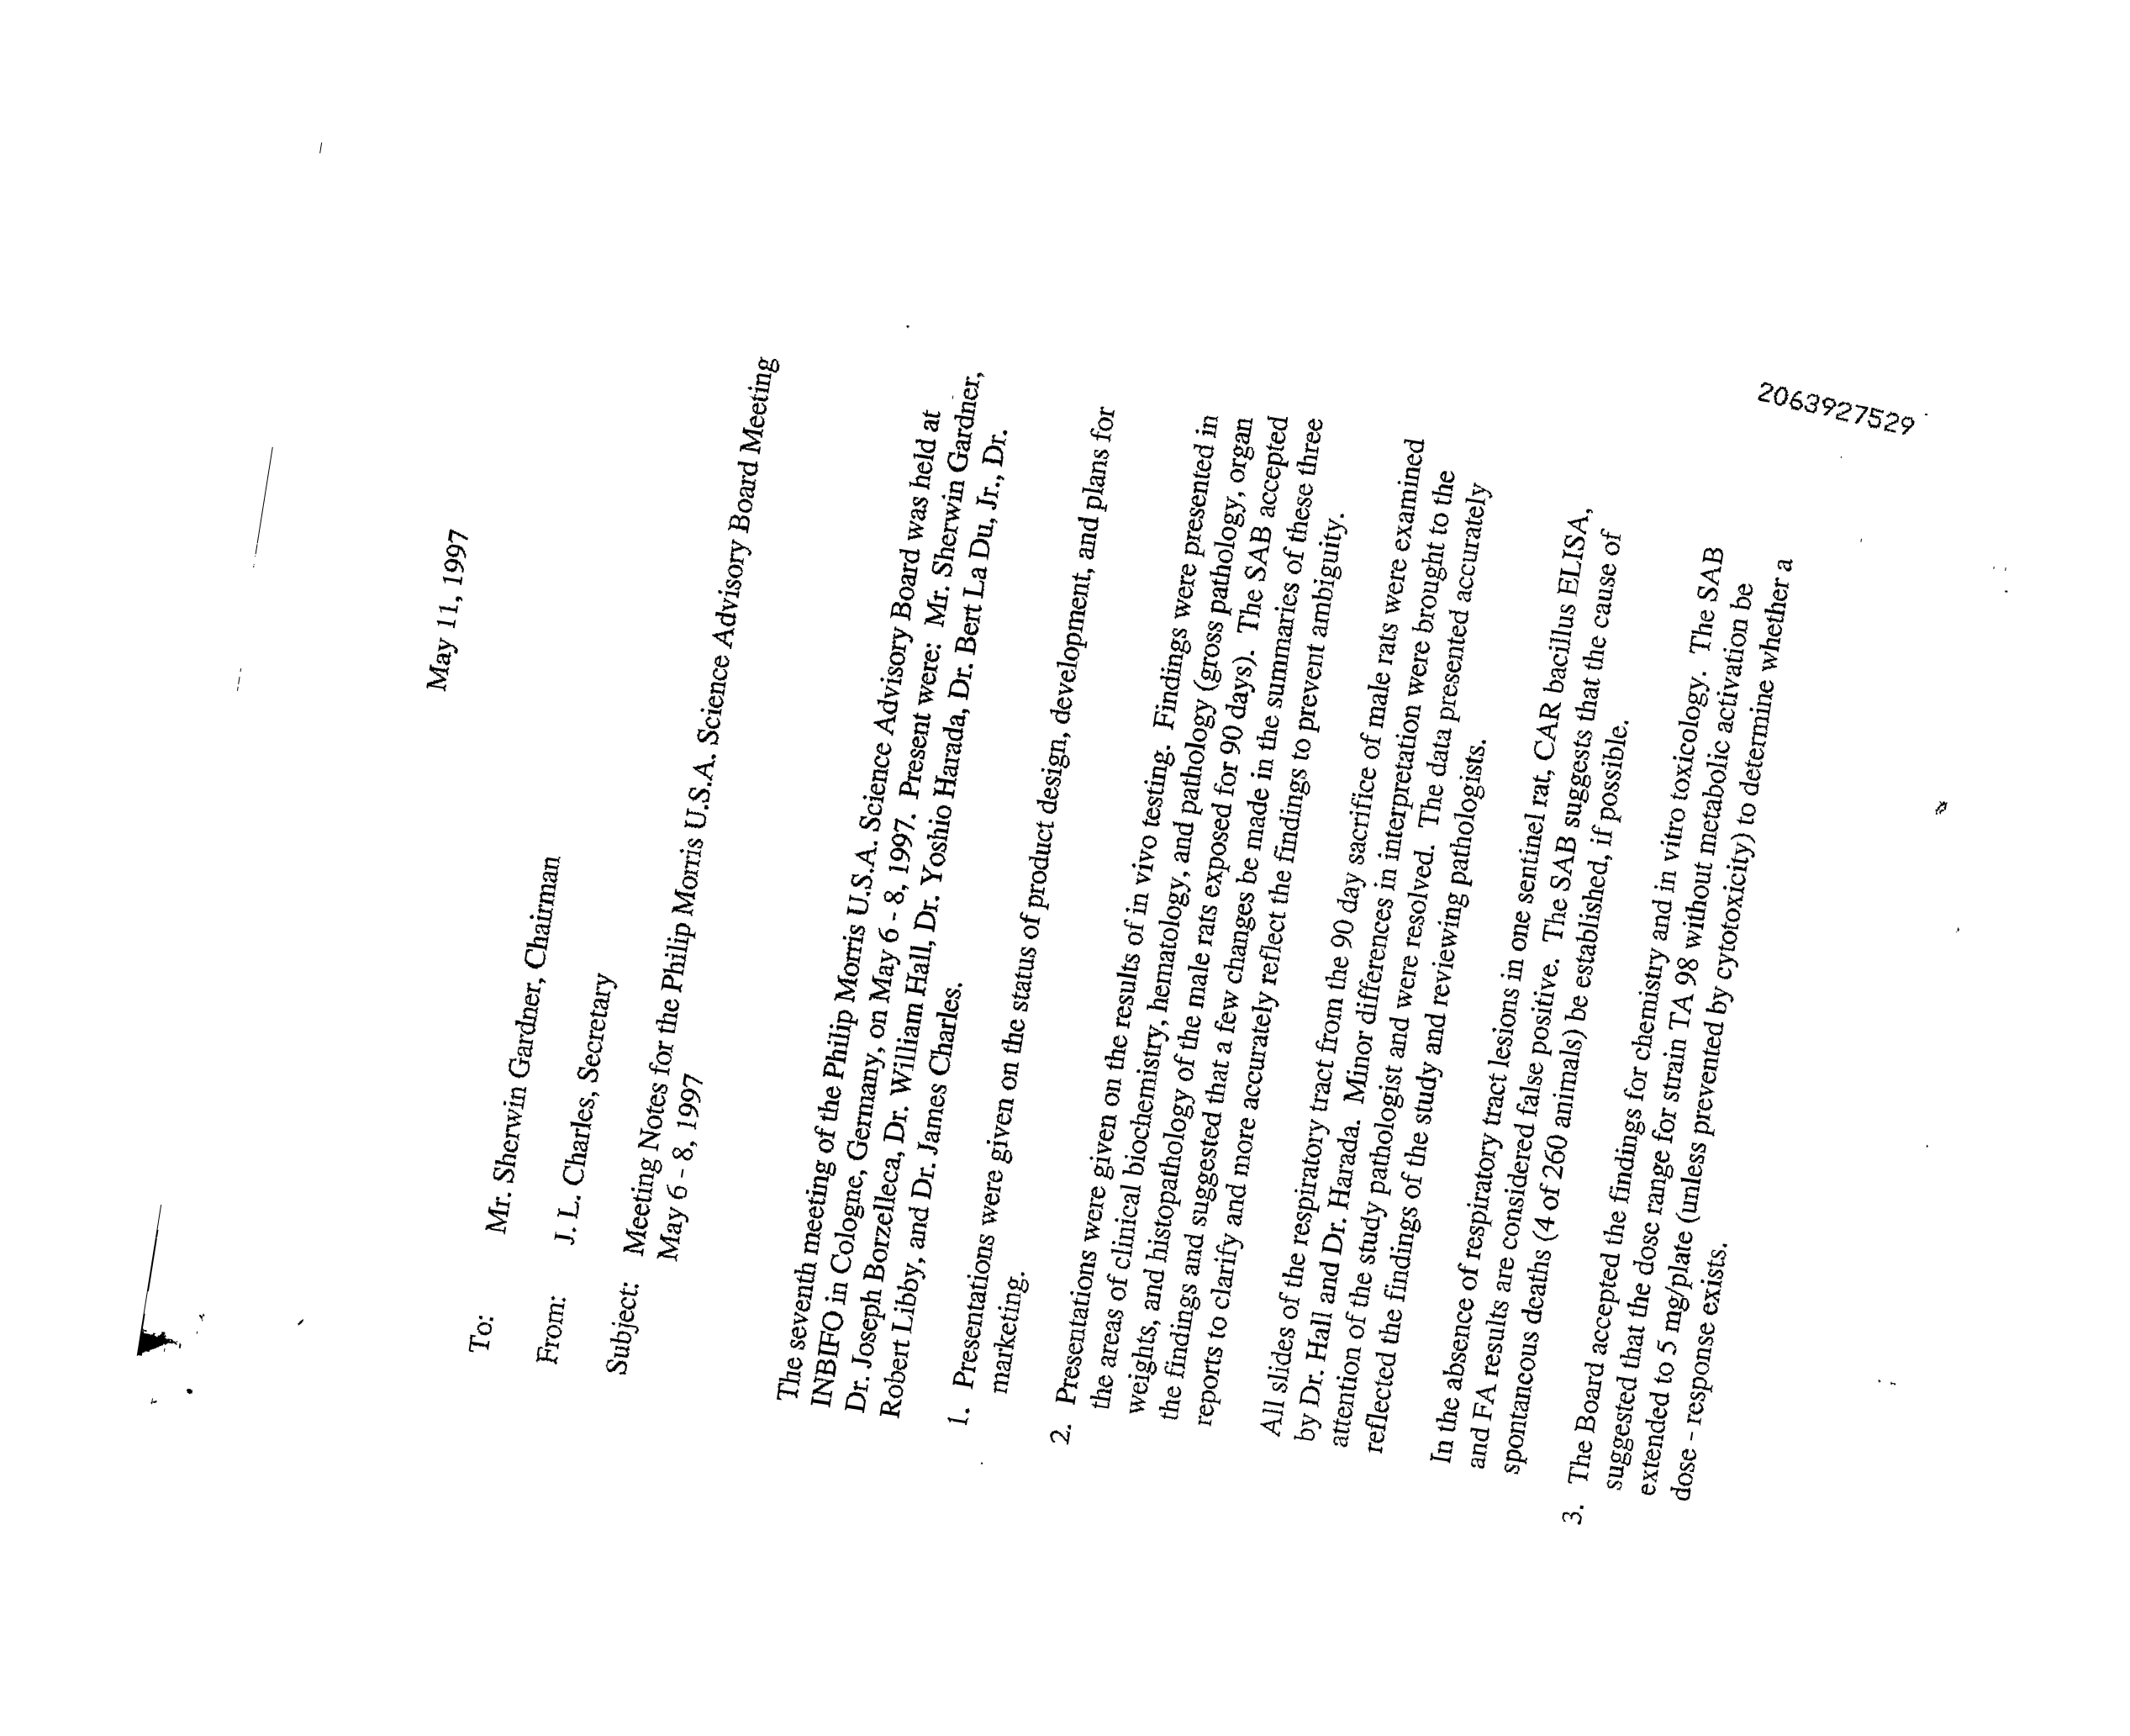 May 11, 1997
To: Mr. Sherwin Gardner, Chairman
From: J. L. Charles, Secretary
Subject: Meeting Notes for the Philip Morris U.S.A. Science Advisory Board Meeting
May 6 - 8, 1997
The seventh meeting of the Philip Morris U.S.A. Science Advisory Board was held at
INBIFO in Cologne, Germany, on May 6 - 8, 1997. Present were: Mr. Sherwin Gardner,
Dr. Joseph Borzelleca, Dr. William Hall, Dr. Yoshio Harada, Dr. Bert La Du, Jr., Dr.
Robert Libby, and Dr. James Charles.
1. Presentations were given on the status of product design, development, and plans for
marketing.
2. Presentations were given on the results of in vivo testing. Findings were presented in
the areas of clinical biochemistry, hematology, and pathology (gross pathology, organ
weights, and histopathology of the male rats exposed for 90 days). The SAB accepted
the findings and suggested that a few changes be made in the summaries of these three
reports to clarify and more accurately reflect the findings to prevent ambiguity.
All slides of the respiratory tract from the 90 day sacrifice of male rats were examined
by Dr. Hall and Dr. Harada. Minor differences in interpretation were brought to the
attention of the study pathologist and were resolved. The data presented accurately
reflected the findings of the study and reviewing pathologists.
In the absence of respiratory tract lesions in one sentinel rat, CAR bacillus ELISA,
and FA results are considered false positive. The SAB suggests that the cause of
spontaneous deaths (4 of 260 animals) be established, if possible.
3. The Board accepted the findings for chemistry and in vitro toxicology. The SAB
suggested that the dose range for strain TA 98 without metabolic activation be
extended to 5 mg/plate (unless prevented by cytotoxicity) to determine whether a
dose - response exists.
2063927529